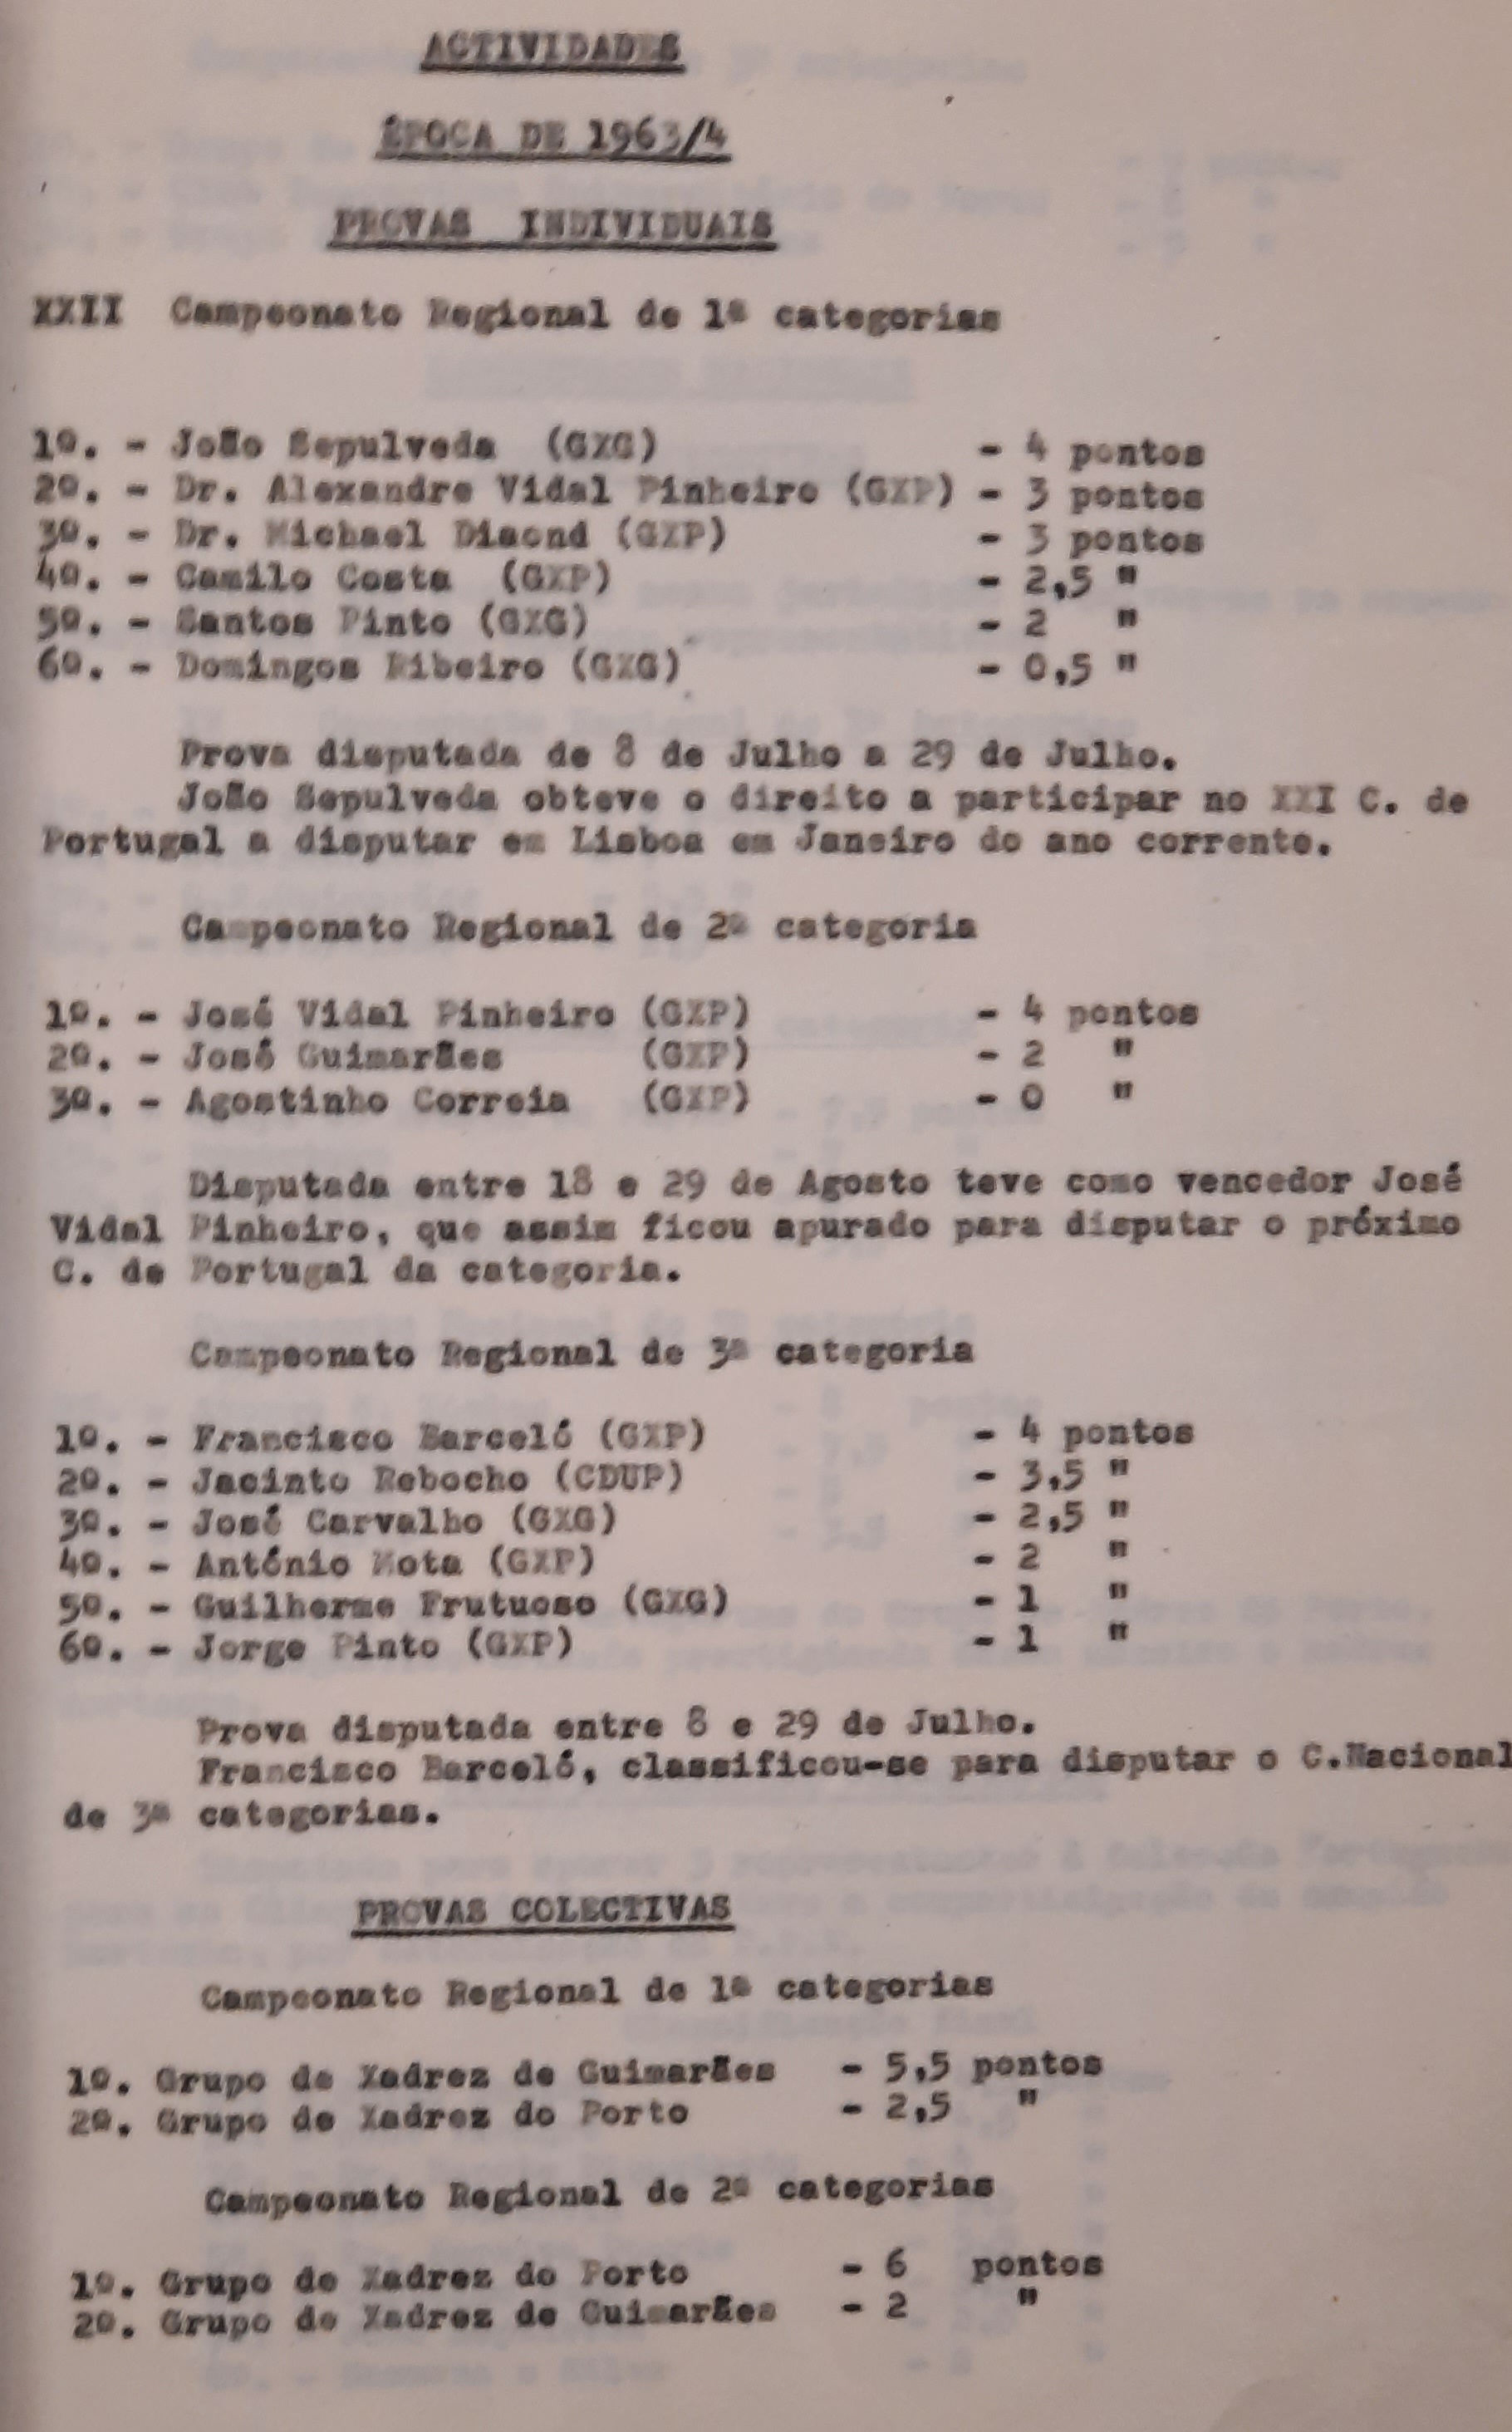 ACTIVIDADES
ÉPOCA DE 1963/4
PROVAS INDIVIDUAIS
XXII Campeonato Regional de 1ª categorias
1º. - João Sepulveda (GXG) - 4 pontos
2º. - Dr. Alexandre Vidal Pinheiro (GXP) - 3 pontos
3º. - Dr. Michael Diaond (GXP) - 3 pontos
4º. - Camilo Costa (GXP) - 2,5 "
5º. - Santos Pinto (GXG) - 2 "
6º. - Domingos Ribeiro (GXG) - 0,5 "
Prova disputada de 8 de Julho a 29 de Julho.
João Sepulveda obteve o direito a participar no XXI C. de
Portugal a disputar em Lisboa em Janeiro do ano corrente.
Campeonato Regional de 2ª categoria
1º. - José Vidal Pinheiro (GXP) - 4 pontos
2º. - José Guimarães (GXP) - 2 "
3º. - Agostinho Correia (GXP) - 0 "
Disputada entre 18 e 29 de Agosto teve como vencedor José
Vidal Pinheiro, que assim ficou apurado para disputar o próximo
C. de Portugal da categoria.
Campeonato Regional de 3ª categoria
1º. - Francisco Barceló (GXP) - 4 pontos
2º. - Jacinto Rebocho (CDUP) - 3,5 "
3º. - José Carvalho (GXG) - 2,5 "
4º. - António Mota (GXP) - 2 "
5º. - Guilherme Frutuoso (GXG) - 1 "
6º. - Jorge Pinto (GXP) - 1 "
Prova disputada entre 8 e 29 de Julho.
Francisco Barceló, classificou-se para disputar o C.Nacional
de 3ª categorias.
PROVAS COLECTIVAS
Campeonato Regional de 1ª categorias
1º. Grupo de Xadrez de Guimarães - 5,5 pontos
2º. Grupo de Xadrez do Porto - 2,5 "
Campeonato Regional de 2ª categorias
1º. Grupo de Xadrez do Porto - 6 pontos
2º. Grupo de Xadrez de Guimarães - 2 "